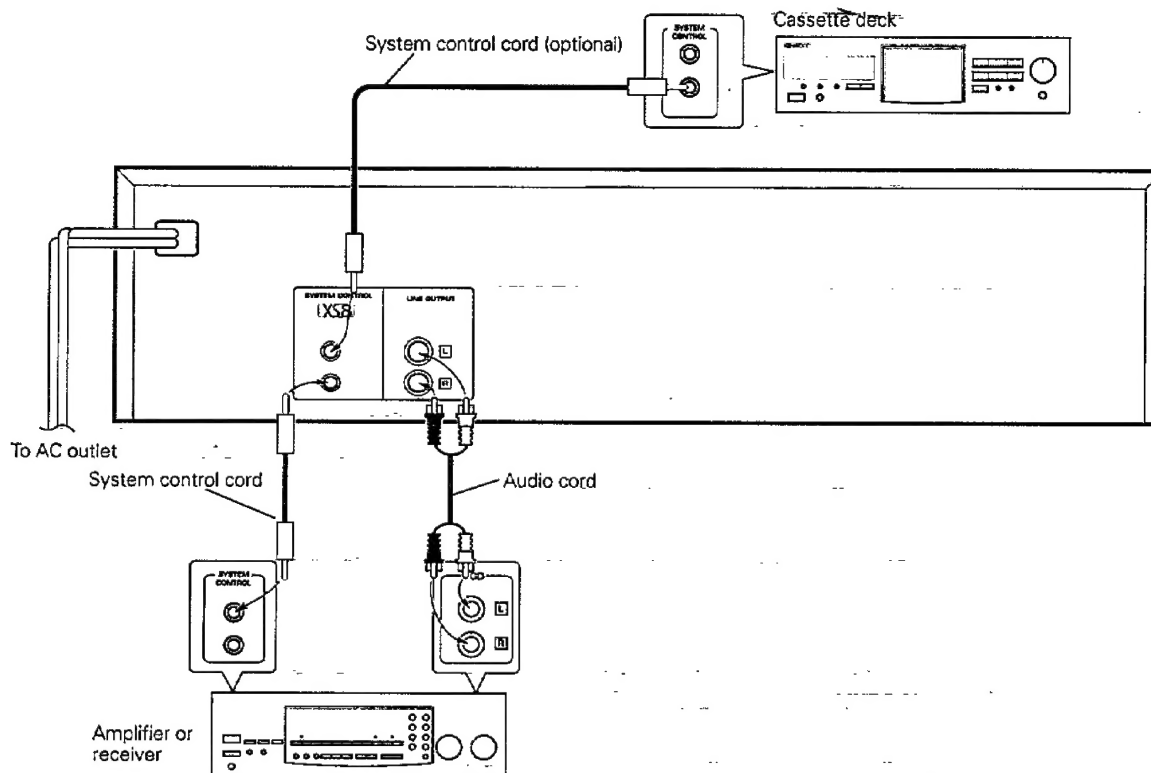 Cassette deck
SYSTEM
CONTROL
System control cord (optional)
SYSTEM CONTROL
LINE OUTPUT
XS8
L
R
To AC outlet
System control cord
Audio cord
SYSTEM
CONTROL
L
R
Amplifier or
receiver